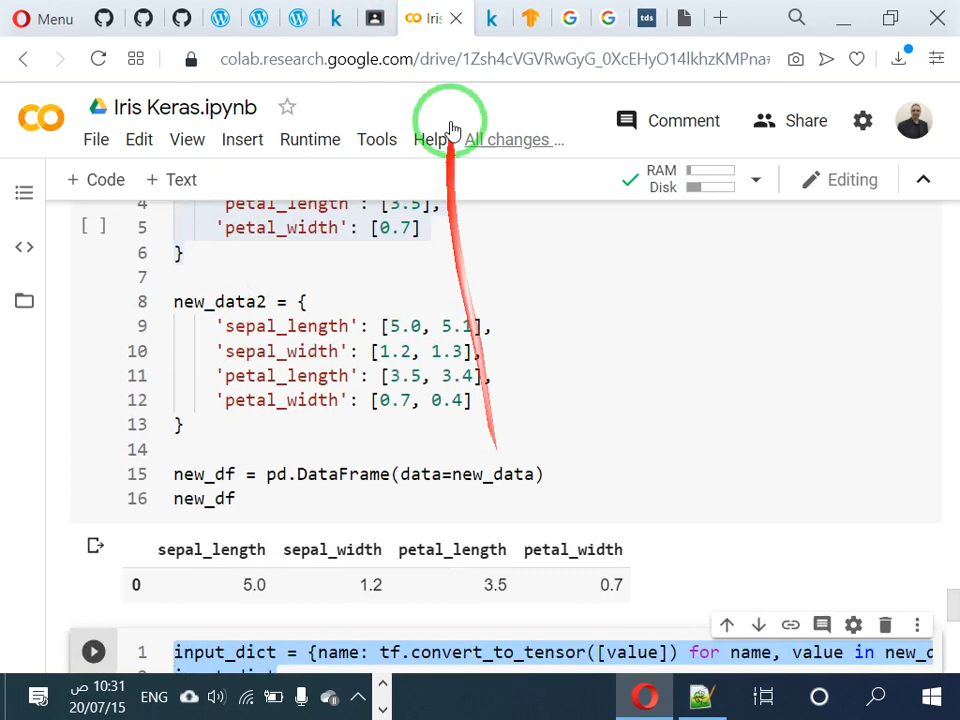 Menu
Iris
tds
colab.research.google.com/drive/1Zsh4cVGVRwGyG_0XcEHyO14lkhzKMPna
Iris Keras.ipynb
Comment
Share
File Edit View Insert Runtime Tools Help All changes …
+ Code + Text
RAM
Disk
Editing
4 'petal_length': [3.5],
[ ] 5 'petal_width': [0.7]
6 }
7
8 new_data2 = {
9 'sepal_length': [5.0, 5.1],
10 'sepal_width': [1.2, 1.3],
11 'petal_length': [3.5, 3.4],
12 'petal_width': [0.7, 0.4]
13 }
14
15 new_df = pd.DataFrame(data=new_data)
16 new_df
sepal_length sepal_width petal_length petal_width
0 5.0 1.2 3.5 0.7
1 input_dict = {name: tf.convert_to_tensor([value]) for name, value in new_d
2 input_dict
10:31 ص
ENG
20/07/15